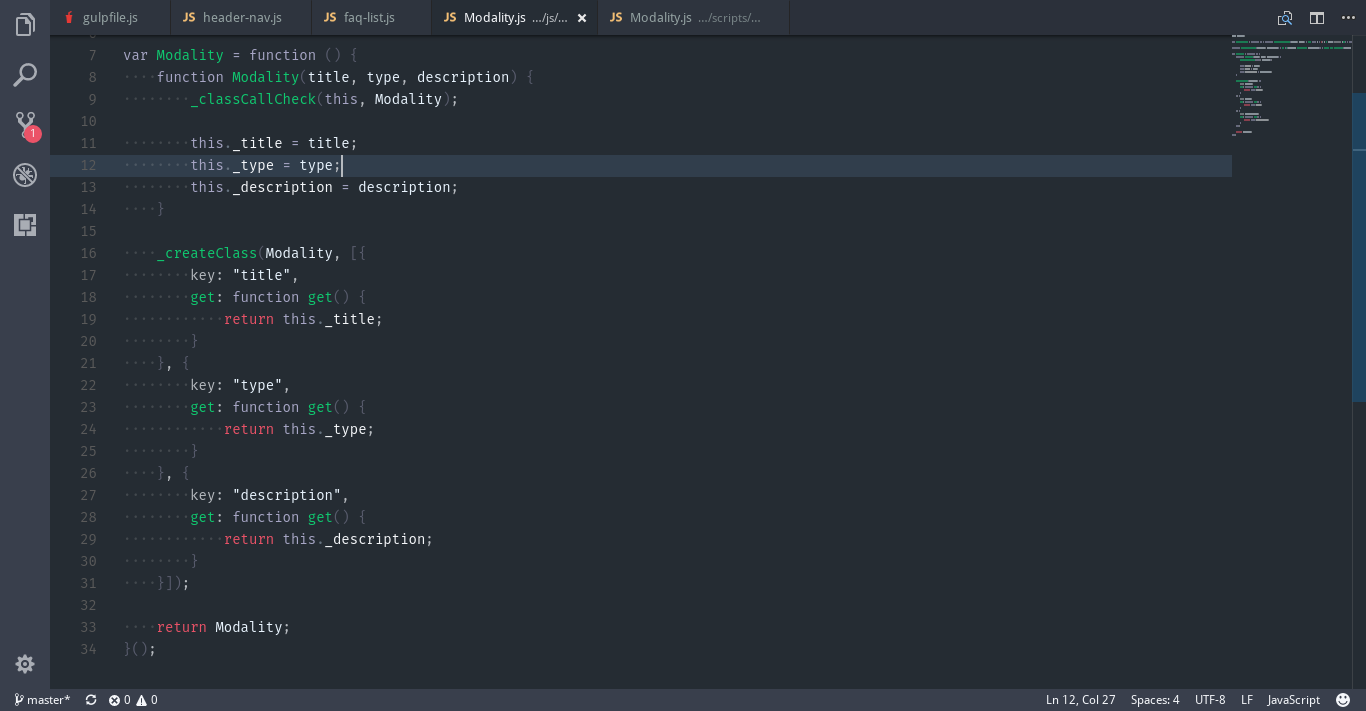 gulpfile.js JS header-nav.js JS faq-list.js JS Modality.js …/js/… × JS Modality.js …/scripts/…
7 var Modality = function () {
8 ····function Modality(title, type, description) {
9 ········_classCallCheck(this, Modality);
10
11 ········this._title = title;
12 ········this._type = type;
13 ········this._description = description;
14 ····}
15
16 ····_createClass(Modality, [{
17 ········key: "title",
18 ········get: function get() {
19 ············return this._title;
20 ········}
21 ····}, {
22 ········key: "type",
23 ········get: function get() {
24 ············return this._type;
25 ········}
26 ····}, {
27 ········key: "description",
28 ········get: function get() {
29 ············return this._description;
30 ········}
31 ····}]);
32
33 ····return Modality;
34 }();
1
master* 0 0 Ln 12, Col 27 Spaces: 4 UTF-8 LF JavaScript